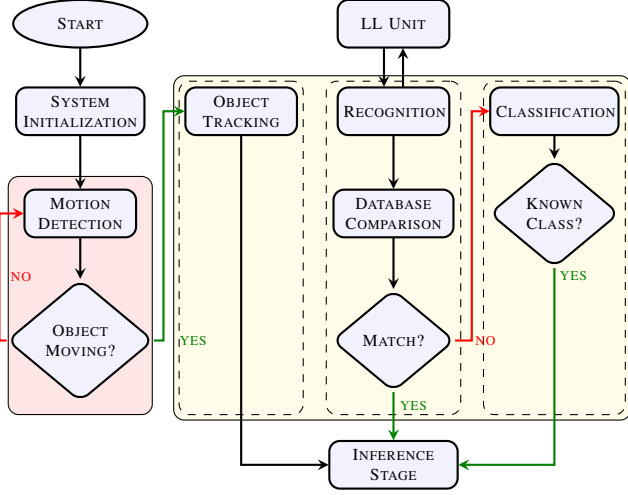 START
SYSTEM
INITIALIZATION
MOTION
DETECTION
NO
OBJECT
MOVING?
YES
OBJECT
TRACKING
LL UNIT
RECOGNITION
DATABASE
COMPARISON
MATCH?
NO
YES
CLASSIFICATION
KNOWN
CLASS?
YES
INFERENCE
STAGE